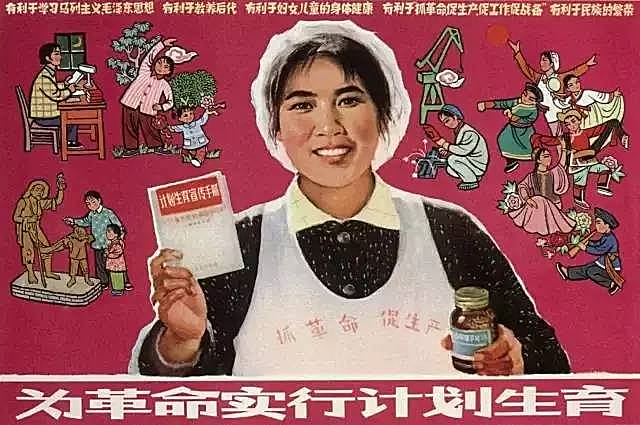 有利于学习马列主义毛泽东思想 有利于教养后代 有利于妇女儿童的身体健康 有利于抓革命促生产促工作促战备 有利于民族的繁荣
计划生育宣传手册
抓革命 促生产
为革命实行计划生育